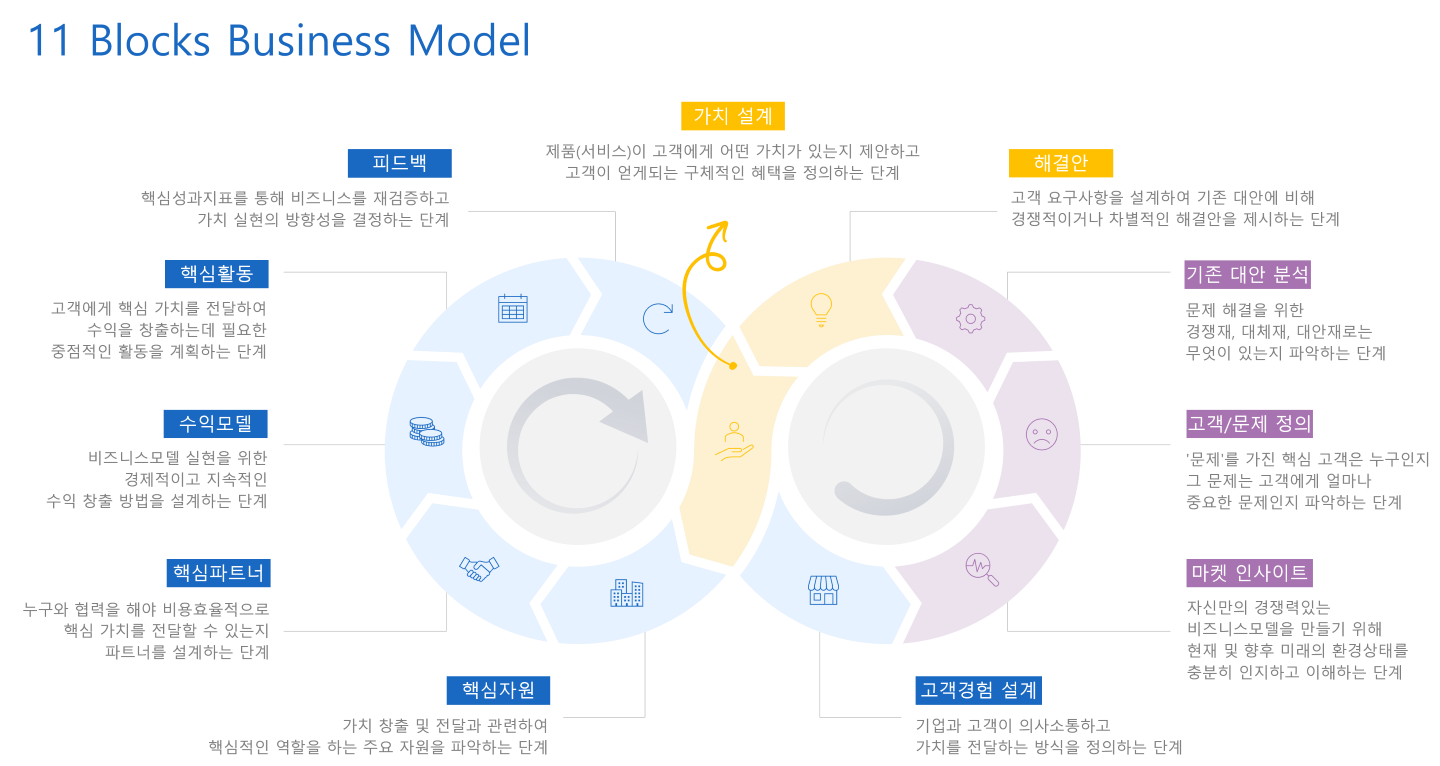 11 Blocks Business Model
가치 설계
제품(서비스)이 고객에게 어떤 가치가 있는지 제안하고
고객이 얻게되는 구체적인 혜택을 정의하는 단계
피드백
핵심성과지표를 통해 비즈니스를 재검증하고
가치 실현의 방향성을 결정하는 단계
해결안
고객 요구사항을 설계하여 기존 대안에 비해
경쟁적이거나 차별적인 해결안을 제시하는 단계
핵심활동
고객에게 핵심 가치를 전달하여
수익을 창출하는데 필요한
중점적인 활동을 계획하는 단계
기존 대안 분석
문제 해결을 위한
경쟁재, 대체재, 대안재로는
무엇이 있는지 파악하는 단계
수익모델
비즈니스모델 실현을 위한
경제적이고 지속적인
수익 창출 방법을 설계하는 단계
고객/문제 정의
'문제'를 가진 핵심 고객은 누구인지
그 문제는 고객에게 얼마나
중요한 문제인지 파악하는 단계
핵심파트너
누구와 협력을 해야 비용효율적으로
핵심 가치를 전달할 수 있는지
파트너를 설계하는 단계
마켓 인사이트
자신만의 경쟁력있는
비즈니스모델을 만들기 위해
현재 및 향후 미래의 환경상태를
충분히 인지하고 이해하는 단계
핵심자원
가치 창출 및 전달과 관련하여
핵심적인 역할을 하는 주요 자원을 파악하는 단계
고객경험 설계
기업과 고객이 의사소통하고
가치를 전달하는 방식을 정의하는 단계